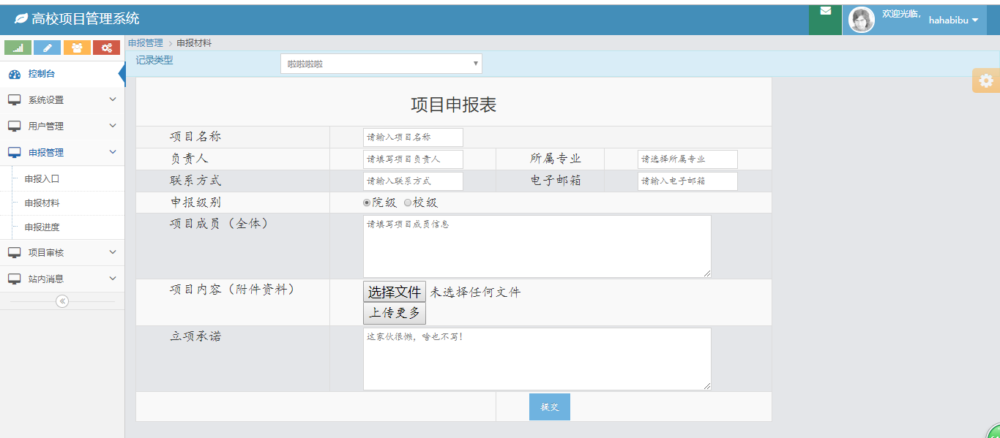 高校项目管理系统
欢迎光临,
hahabibu
申报管理 > 申报材料
控制台
系统设置
用户管理
申报管理
申报入口
申报材料
申报进度
项目审核
站内消息
记录类型 啦啦啦啦
项目申报表
项目名称 请输入项目名称
负责人 请填写项目负责人 所属专业 请选择所属专业
联系方式 请输入联系方式 电子邮箱 请输入电子邮箱
申报级别 院级 校级
项目成员（全体） 请填写项目成员信息
项目内容（附件资料） 选择文件 未选择任何文件
上传更多
立项承诺 这家伙很懒，啥也不写！
提交